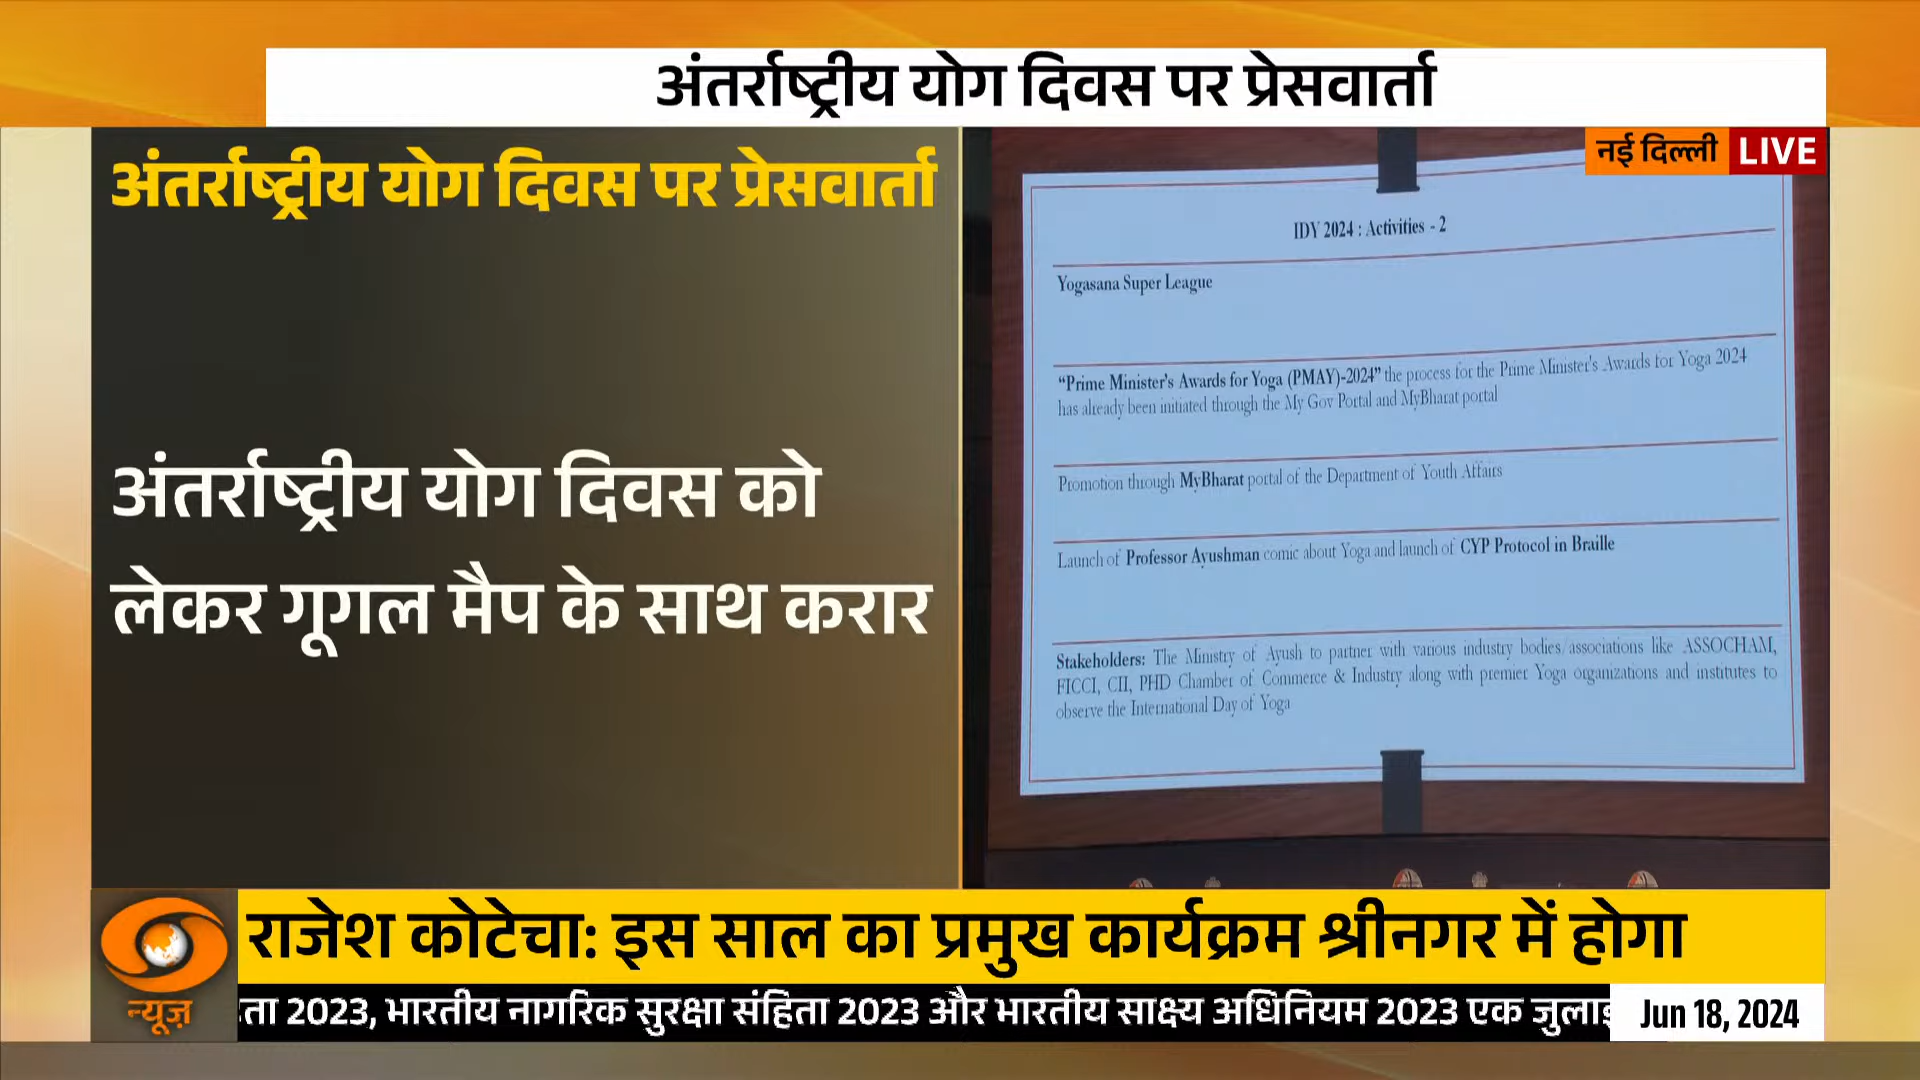 अंतर्राष्ट्रीय योग दिवस पर प्रेसवार्ता
अंतर्राष्ट्रीय योग दिवस पर प्रेसवार्ता
अंतर्राष्ट्रीय योग दिवस को
लेकर गूगल मैप के साथ करार
नई दिल्ली LIVE
IDY 2024 : Activities - 2
Yogasana Super League
“Prime Minister's Awards for Yoga (PMAY)-2024” the process for the Prime Minister's Awards for Yoga 2024
has already been initiated through the My Gov Portal and MyBharat portal
Promotion through MyBharat portal of the Department of Youth Affairs
Launch of Professor Ayushman comic about Yoga and launch of CYP Protocol in Braille
Stakeholders: The Ministry of Ayush to partner with various industry bodies/associations like ASSOCHAM,
FICCI, CII, PHD Chamber of Commerce & Industry along with premier Yoga organizations and institutes to
observe the International Day of Yoga
राजेश कोटेचा: इस साल का प्रमुख कार्यक्रम श्रीनगर में होगा
न्यूज़
2023, भारतीय नागरिक सुरक्षा संहिता 2023 और भारतीय साक्ष्य अधिनियम 2023 एक
Jun 18, 2024